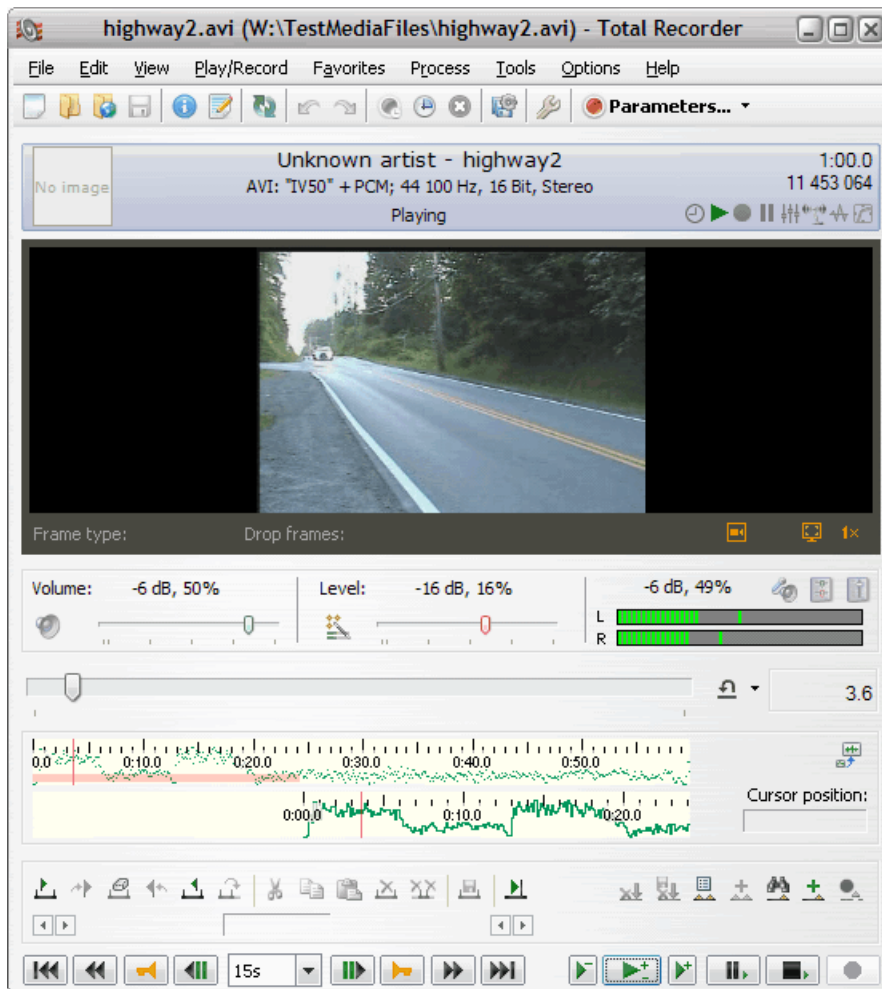 highway2.avi (W:\TestMediaFiles\highway2.avi) - Total Recorder
File Edit View Play/Record Favorites Process Tools Options Help
Parameters...
No image
Unknown artist - highway2
1:00.0
AVI: "IV50" + PCM; 44 100 Hz, 16 Bit, Stereo
11 453 064
Playing
Frame type:
Drop frames:
1x
Volume: -6 dB, 50%
Level: -16 dB, 16%
-6 dB, 49%
L
R
3.6
0.0 0:10.0 0:20.0 0:30.0 0:40.0 0:50.0
Cursor position:
0:00.0 0:10.0 0:20.0
15s